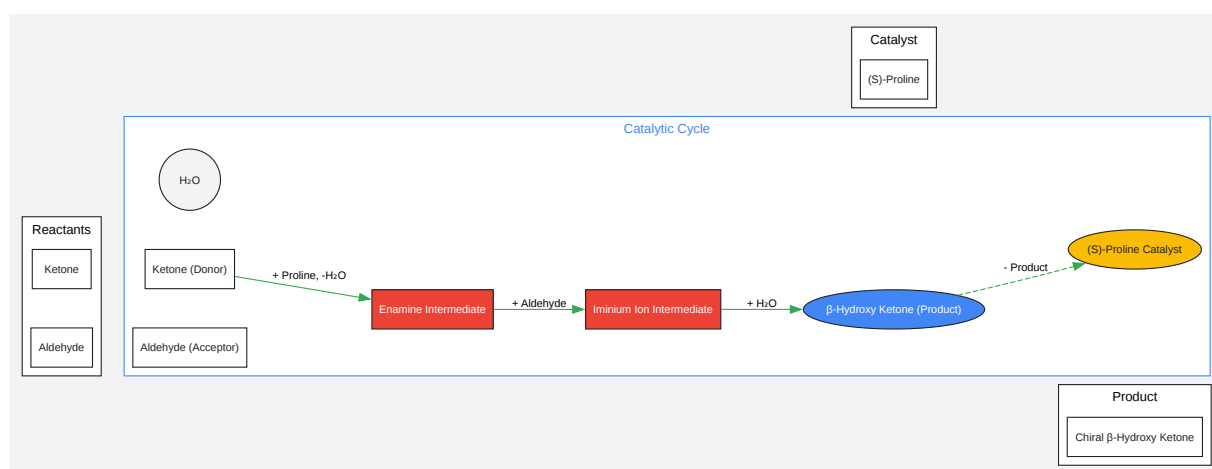 Catalyst
(S)-Proline
Catalytic Cycle
H₂O
Reactants
Ketone
Aldehyde
Ketone (Donor)
+ Proline, -H₂O
Aldehyde (Acceptor)
Enamine Intermediate
+ Aldehyde
Iminium Ion Intermediate
+ H₂O
β-Hydroxy Ketone (Product)
- Product
(S)-Proline Catalyst
Product
Chiral β-Hydroxy Ketone